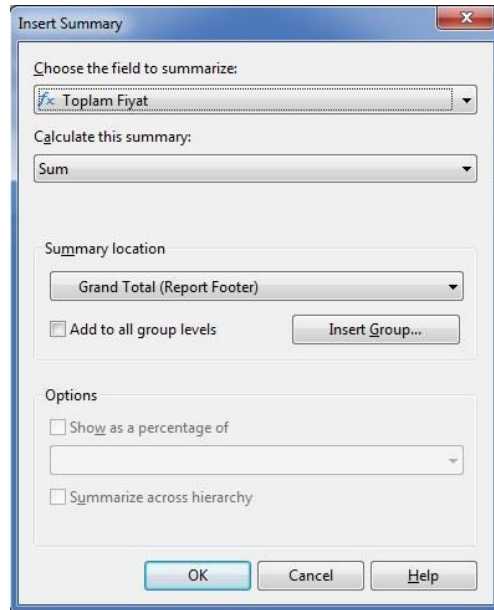 Insert Summary
Choose the field to summarize:
fx Toplam Fiyat
Calculate this summary:
Sum
Summary location
Grand Total (Report Footer)
Add to all group levels
Insert Group...
Options
Show as a percentage of
Summarize across hierarchy
OK Cancel Help